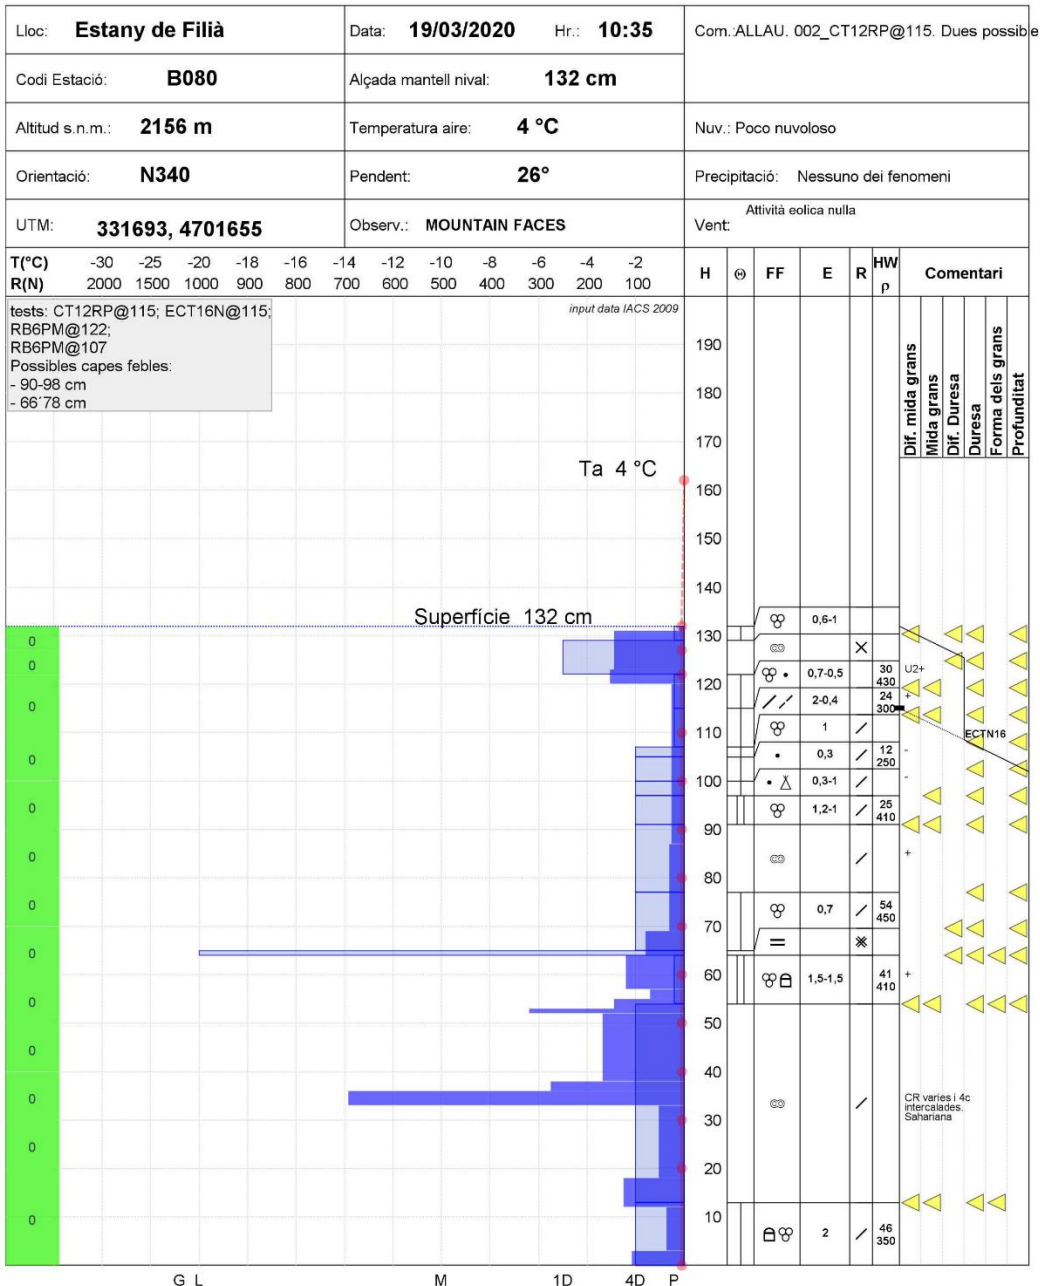 Lloc: Estany de Filià Data: 19/03/2020 Hr.: 10:35 Com.:ALLAU. 002_CT12RP@115. Dues possible
Codi Estació: B080 Alçada mantell nival: 132 cm
Altitud s.n.m.: 2156 m Temperatura aire: 4 °C Nuv.: Poco nuvoloso
Orientació: N340 Pendent: 26° Precipitació: Nessuno dei fenomeni
UTM: 331693, 4701655 Observ.: MOUNTAIN FACES Vent: Attività eolica nulla
T(°C) -30 -25 -20 -18 -16 -14 -12 -10 -8 -6 -4 -2
R(N) 2000 1500 1000 900 800 700 600 500 400 300 200 100
H Θ FF E R HW ρ Comentari
tests: CT12RP@115; ECT16N@115;
RB6PM@122;
RB6PM@107
Possibles capes febles:
- 90-98 cm
- 66´78 cm
input data IACS 2009
Dif. mida grans
Mida grans
Dif. Duresa
Duresa
Forma dels grans
Profunditat
190
180
170
Ta 4 °C
160
150
140
Superfície 132 cm
0,6-1
130
0
0
0,7-0,5 30 U2+
430
120
2-0,4 24 +
300
0
110
1 ECTN16
0,3 12 -
250
0
100
0,3-1 -
1,2-1 25
410
0
90
0 +
80
0
0,7 54
450
70
0
60
1,5-1,5 41 +
410
0
50
0
40
0
CR varies i 4c
intercalades.
Sahariana
30
0
20
10
0
2 46
350
G L M 1D 4D P